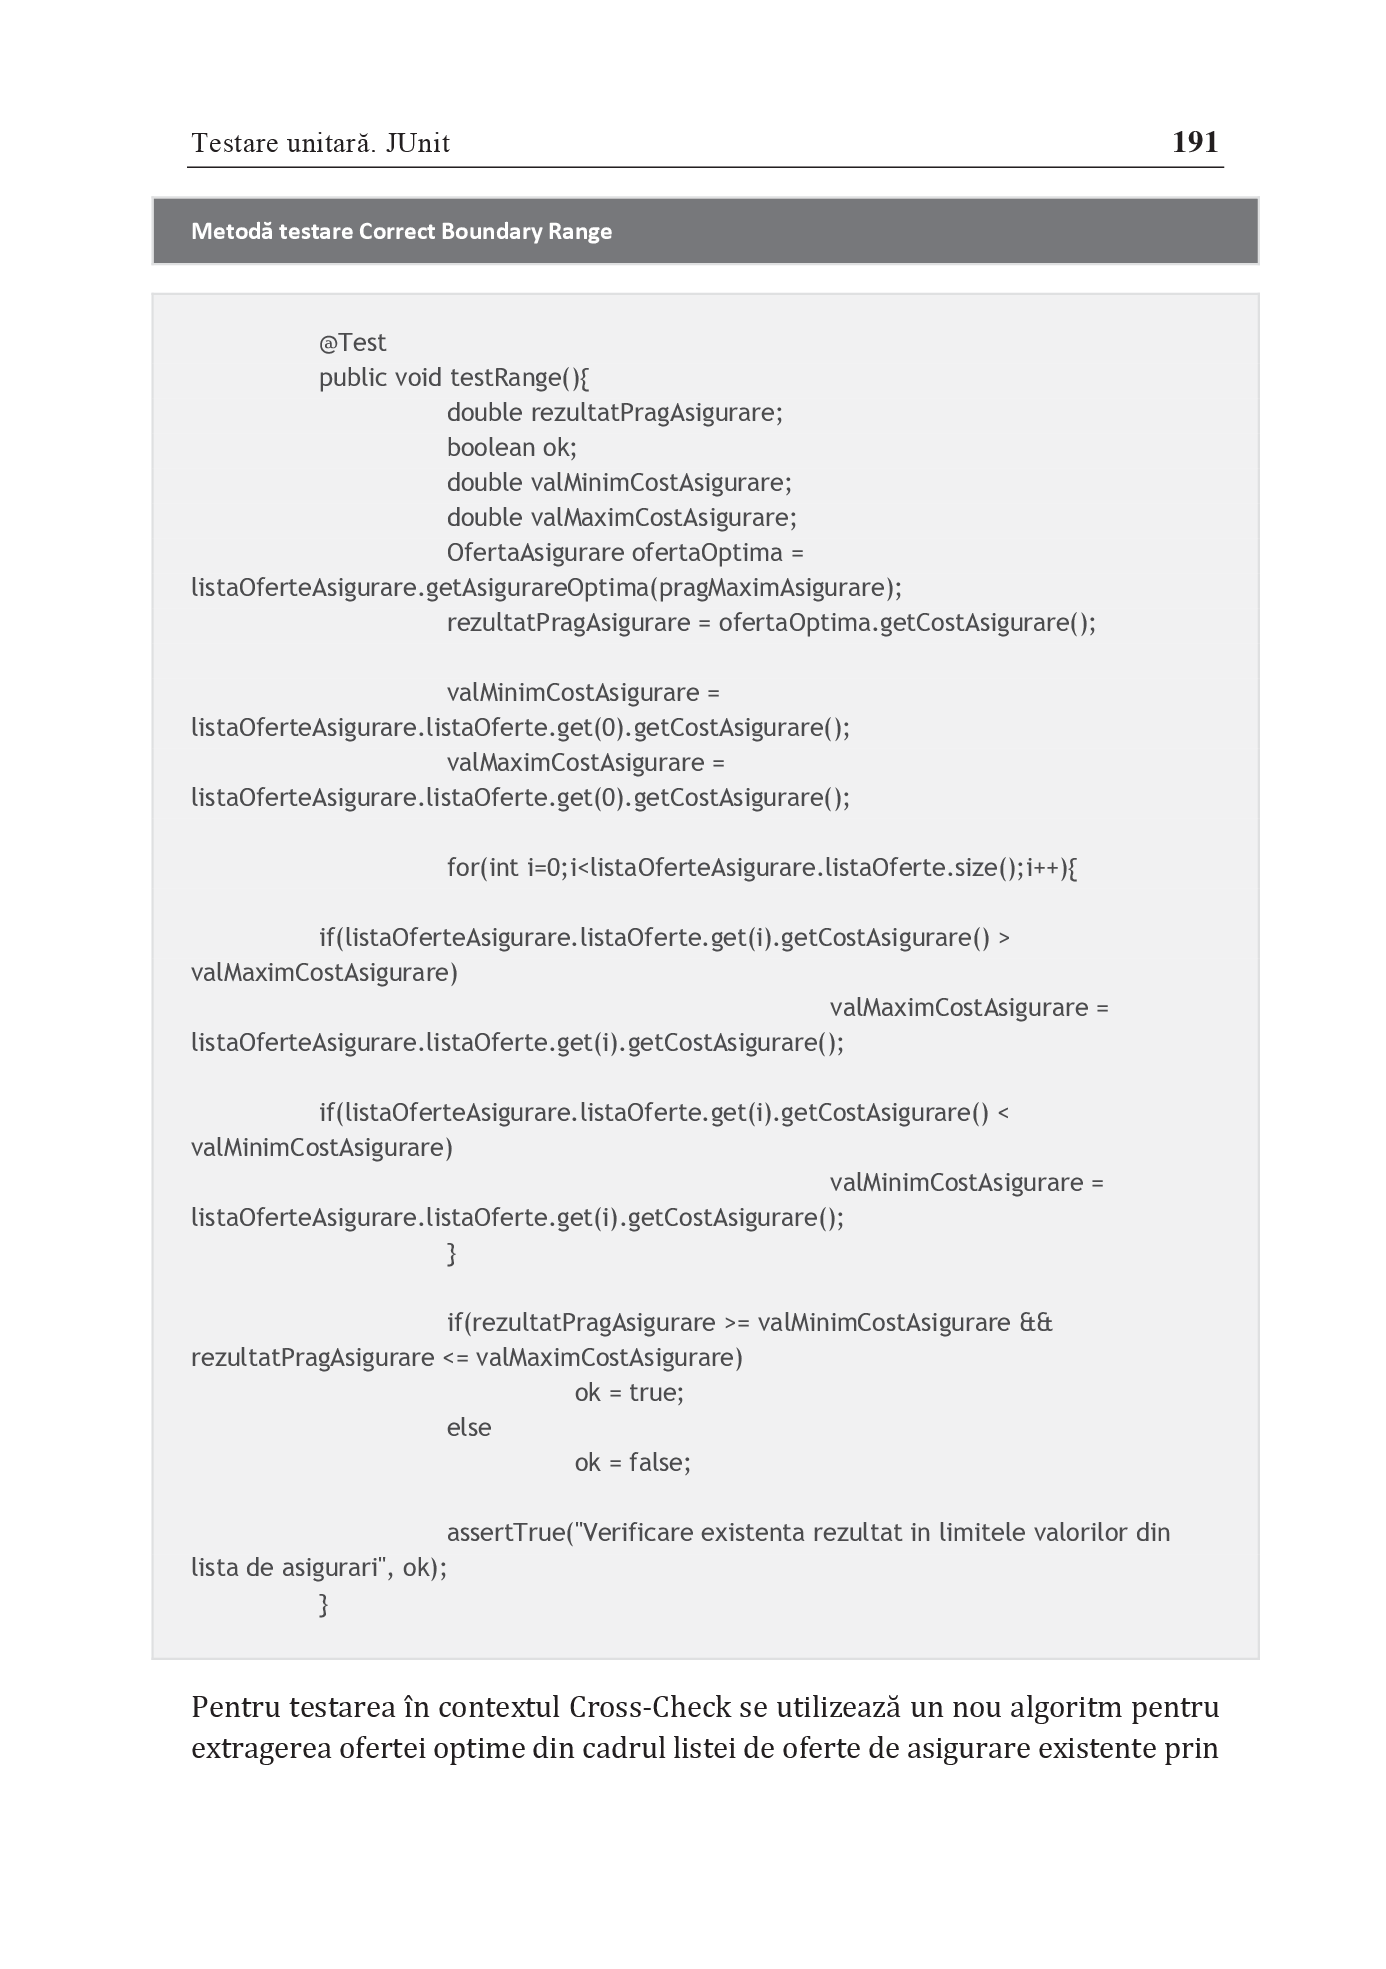 Testare unitară. JUnit 191
Metodă testare Correct Boundary Range
@Test
public void testRange(){
double rezultatPragAsigurare;
boolean ok;
double valMinimCostAsigurare;
double valMaximCostAsigurare;
OfertaAsigurare ofertaOptima =
listaOferteAsigurare.getAsigurareOptima(pragMaximAsigurare);
rezultatPragAsigurare = ofertaOptima.getCostAsigurare();
valMinimCostAsigurare =
listaOferteAsigurare.listaOferte.get(0).getCostAsigurare();
valMaximCostAsigurare =
listaOferteAsigurare.listaOferte.get(0).getCostAsigurare();
for(int i=0;i<listaOferteAsigurare.listaOferte.size();i++){
if(listaOferteAsigurare.listaOferte.get(i).getCostAsigurare() >
valMaximCostAsigurare)
valMaximCostAsigurare =
listaOferteAsigurare.listaOferte.get(i).getCostAsigurare();
if(listaOferteAsigurare.listaOferte.get(i).getCostAsigurare() <
valMinimCostAsigurare)
valMinimCostAsigurare =
listaOferteAsigurare.listaOferte.get(i).getCostAsigurare();
}
if(rezultatPragAsigurare >= valMinimCostAsigurare &&
rezultatPragAsigurare <= valMaximCostAsigurare)
ok = true;
else
ok = false;
assertTrue("Verificare existenta rezultat in limitele valorilor din
lista de asigurari", ok);
}
Pentru testarea în contextul Cross-Check se utilizează un nou algoritm pentru
extragerea ofertei optime din cadrul listei de oferte de asigurare existente prin